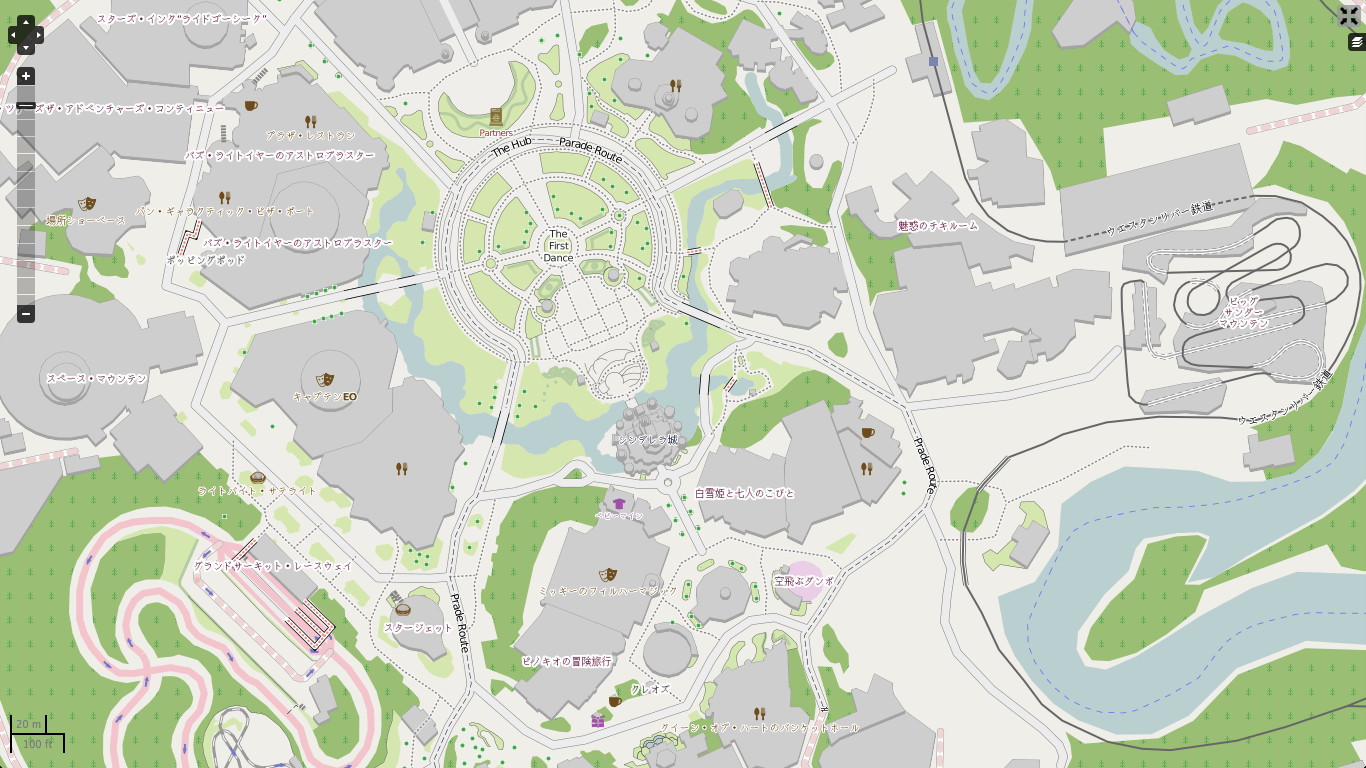 スターズ・インク"ライドゴーシーク"
ズザ・アドベンチャーズ・コンティニュー
プラザ・レストラン
バズ・ライトイヤーのアストロブラスター
Partners
The Hub
Parade Route
場所ショーベース
パン・ギャラクティック・ピザ・ポート
バズ・ライトイヤーのアストロブラスター
ポッピングポッド
The
First
Dance
魅惑のチキルーム
ウエスタンリバー鉄道
ビッグ
サンダー
マウンテン
ウエスタンリバー鉄道
スペース・マウンテン
キャプテンEO
シンデレラ城
Prade Route
ライトバイト・サテライト
白雪姫と七人のこびと
ベビーマイン
グランドサーキット・レースウェイ
ミッキーのフィルハーマジック
空飛ぶダンボ
スタージェット
Prade Route
ピノキオの冒険旅行
クレオズ
クイーン・オブ・ハートのバンケットホール
20 m
100 ft